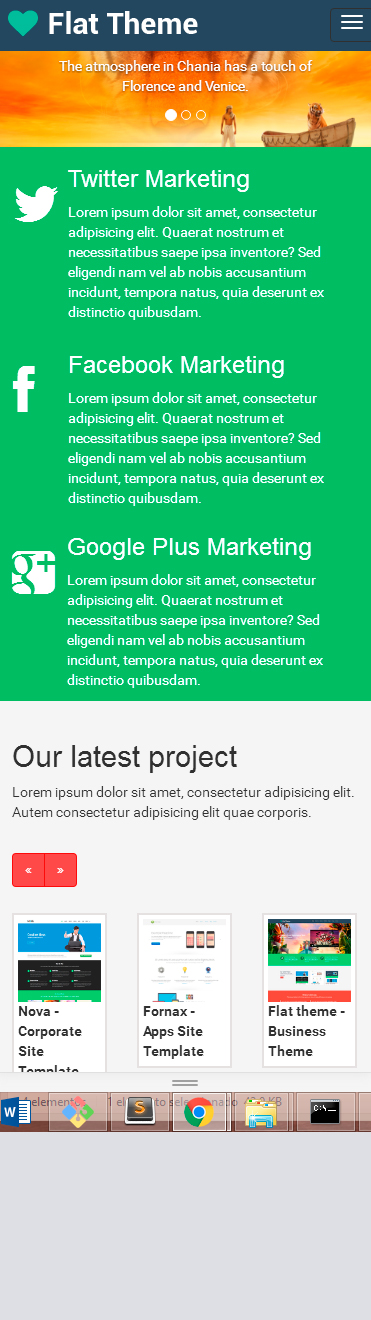 Flat Theme
The atmosphere in Chania has a touch of
Florence and Venice.
Twitter Marketing
Lorem ipsum dolor sit amet, consectetur
adipisicing elit. Quaerat nostrum et
necessitatibus saepe ipsa inventore? Sed
eligendi nam vel ab nobis accusantium
incidunt, tempora natus, quia deserunt ex
distinctio quibusdam.
Facebook Marketing
Lorem ipsum dolor sit amet, consectetur
adipisicing elit. Quaerat nostrum et
necessitatibus saepe ipsa inventore? Sed
eligendi nam vel ab nobis accusantium
incidunt, tempora natus, quia deserunt ex
distinctio quibusdam.
Google Plus Marketing
Lorem ipsum dolor sit amet, consectetur
adipisicing elit. Quaerat nostrum et
necessitatibus saepe ipsa inventore? Sed
eligendi nam vel ab nobis accusantium
incidunt, tempora natus, quia deserunt ex
distinctio quibusdam.
Our latest project
Lorem ipsum dolor sit amet, consectetur adipisicing elit.
Autem consectetur adipisicing elit quae corporis.
« »
Nova -
Corporate
Site
Template
Fornax -
Apps Site
Template
Flat theme -
Business
Theme